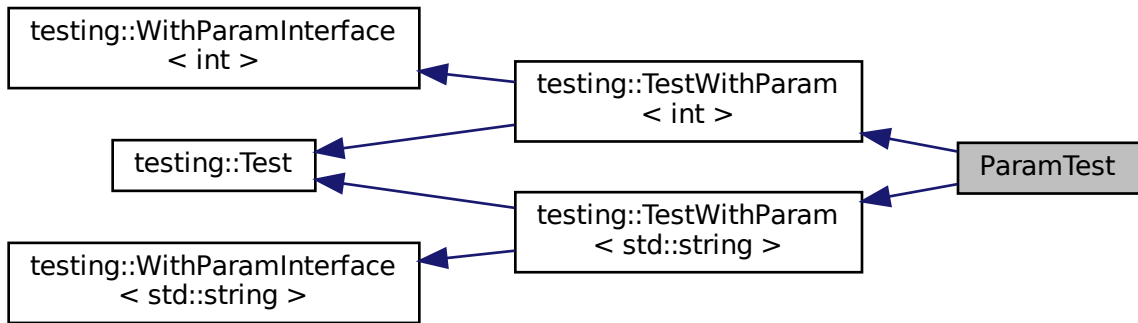 testing::WithParamInterface
< int >
testing::TestWithParam
< int >
testing::Test
ParamTest
testing::TestWithParam
< std::string >
testing::WithParamInterface
< std::string >